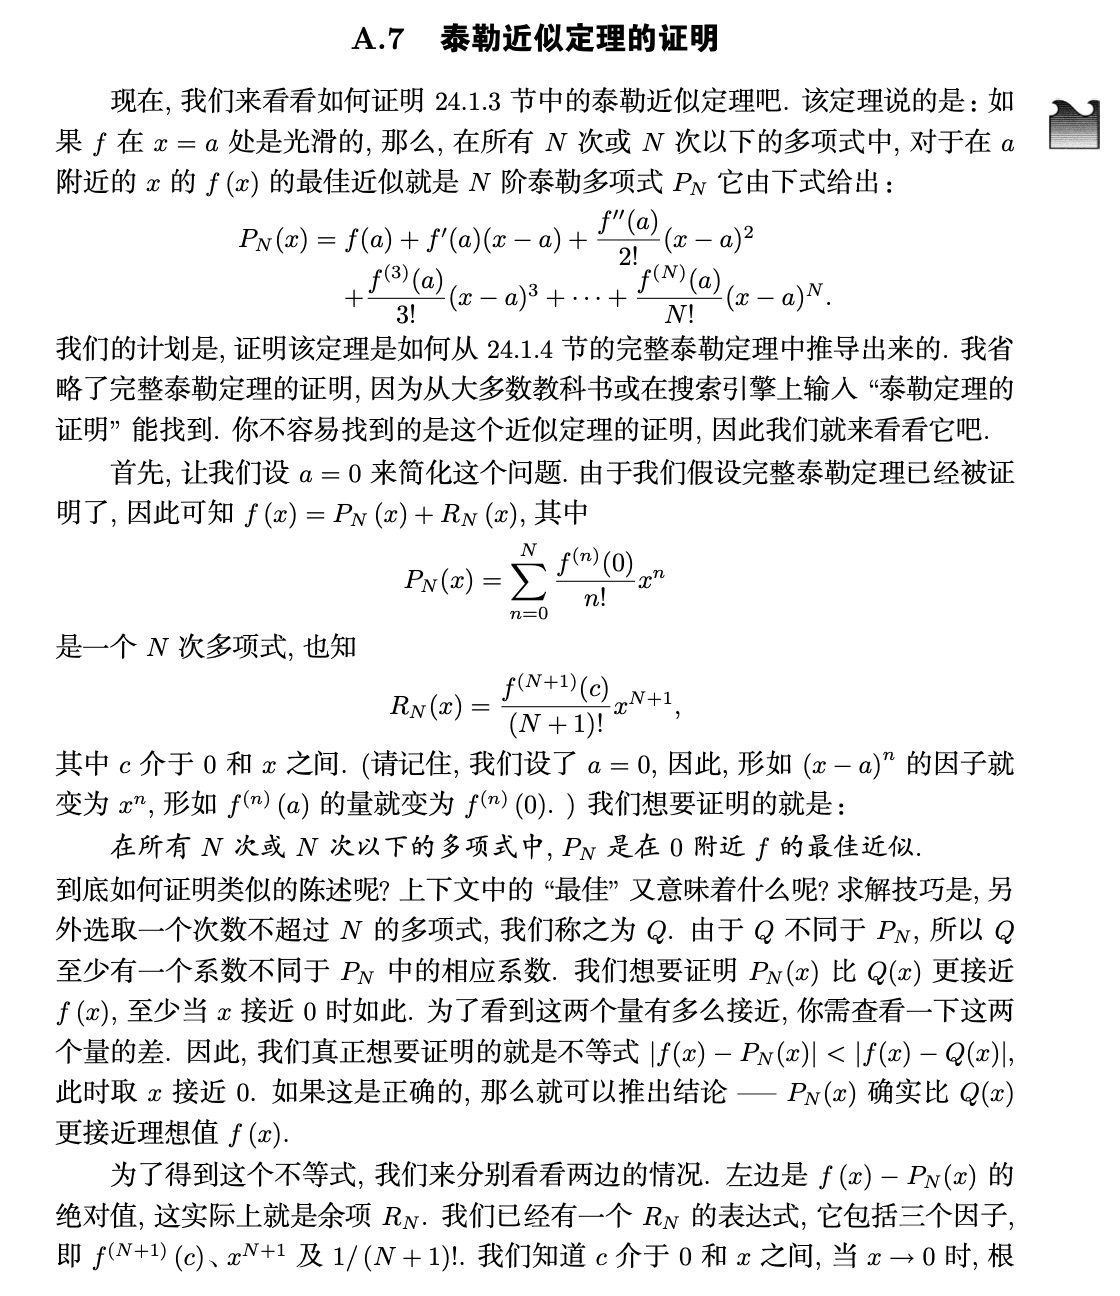 A.7 泰勒近似定理的证明
现在, 我们来看看如何证明 24.1.3 节中的泰勒近似定理吧. 该定理说的是: 如
果 f 在 x = a 处是光滑的, 那么, 在所有 N 次或 N 次以下的多项式中, 对于在 a
附近的 x 的 f (x) 的最佳近似就是 N 阶泰勒多项式 P_N 它由下式给出:
P_N(x) = f(a) + f′(a)(x − a) + \frac{f″(a)}{2!}(x − a)^2
+ \frac{f^{(3)}(a)}{3!}(x − a)^3 + ⋯ + \frac{f^{(N)}(a)}{N!}(x − a)^N.
我们的计划是, 证明该定理是如何从 24.1.4 节的完整泰勒定理中推导出来的. 我省
略了完整泰勒定理的证明, 因为从大多数教科书或在搜索引擎上输入 “泰勒定理的
证明” 能找到. 你不容易找到的是这个近似定理的证明, 因此我们就来看看它吧.
首先, 让我们设 a = 0 来简化这个问题. 由于我们假设完整泰勒定理已经被证
明了, 因此可知 f (x) = P_N (x) + R_N (x), 其中
P_N(x) = \sum_{n=0}^{N} \frac{f^{(n)}(0)}{n!}x^n
是一个 N 次多项式, 也知
R_N(x) = \frac{f^{(N+1)}(c)}{(N + 1)!}x^{N+1},
其中 c 介于 0 和 x 之间. (请记住, 我们设了 a = 0, 因此, 形如 (x − a)^n 的因子就
变为 x^n, 形如 f^{(n)} (a) 的量就变为 f^{(n)} (0). ) 我们想要证明的就是:
在所有 N 次或 N 次以下的多项式中, P_N 是在 0 附近 f 的最佳近似.
到底如何证明类似的陈述呢? 上下文中的 “最佳” 又意味着什么呢? 求解技巧是, 另
外选取一个次数不超过 N 的多项式, 我们称之为 Q. 由于 Q 不同于 P_N, 所以 Q
至少有一个系数不同于 P_N 中的相应系数. 我们想要证明 P_N(x) 比 Q(x) 更接近
f (x), 至少当 x 接近 0 时如此. 为了看到这两个量有多么接近, 你需查看一下这两
个量的差. 因此, 我们真正想要证明的就是不等式 |f(x) − P_N(x)| < |f(x) − Q(x)|,
此时取 x 接近 0. 如果这是正确的, 那么就可以推出结论 —— P_N(x) 确实比 Q(x)
更接近理想值 f (x).
为了得到这个不等式, 我们来分别看看两边的情况. 左边是 f (x) − P_N(x) 的
绝对值, 这实际上就是余项 R_N. 我们已经有一个 R_N 的表达式, 它包括三个因子,
即 f^{(N+1)} (c)、x^{N+1} 及 1/ (N + 1)!. 我们知道 c 介于 0 和 x 之间, 当 x → 0 时, 根